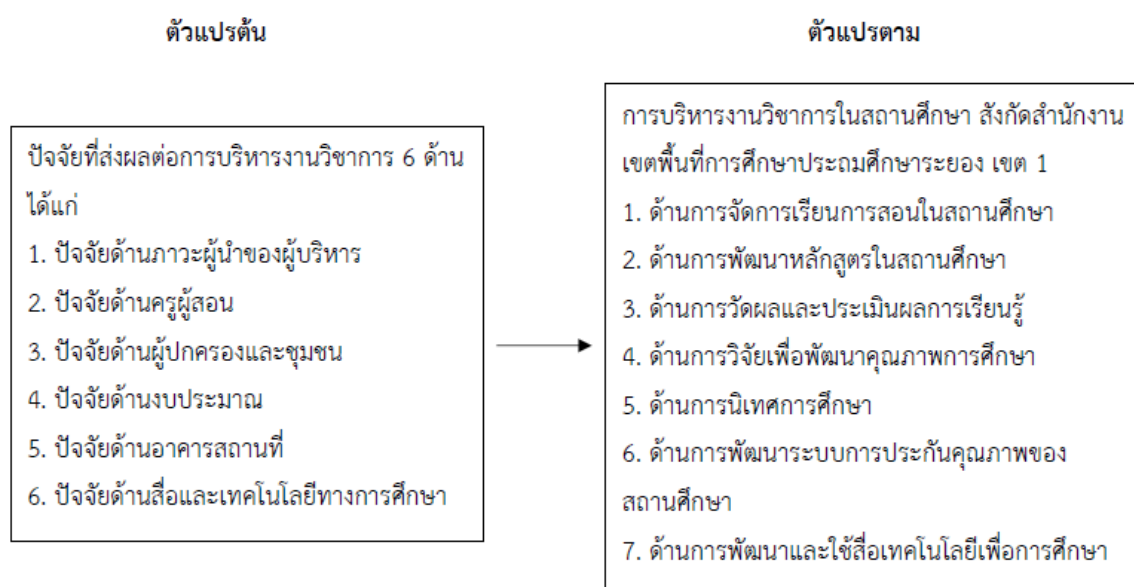 ตัวแปรต้น
ปัจจัยที่ส่งผลต่อการบริหารงานวิชาการ 6 ด้าน
ได้แก่
1. ปัจจัยด้านภาวะผู้นำของผู้บริหาร
2. ปัจจัยด้านครูผู้สอน
3. ปัจจัยด้านผู้ปกครองและชุมชน
4. ปัจจัยด้านงบประมาณ
5. ปัจจัยด้านอาคารสถานที่
6. ปัจจัยด้านสื่อและเทคโนโลยีทางการศึกษา
ตัวแปรตาม
การบริหารงานวิชาการในสถานศึกษา สังกัดสำนักงาน
เขตพื้นที่การศึกษาประถมศึกษาระยอง เขต 1
1. ด้านการจัดการเรียนการสอนในสถานศึกษา
2. ด้านการพัฒนาหลักสูตรในสถานศึกษา
3. ด้านการวัดผลและประเมินผลการเรียนรู้
4. ด้านการวิจัยเพื่อพัฒนาคุณภาพการศึกษา
5. ด้านการนิเทศการศึกษา
6. ด้านการพัฒนาระบบการประกันคุณภาพของ
สถานศึกษา
7. ด้านการพัฒนาและใช้สื่อเทคโนโลยีเพื่อการศึกษา